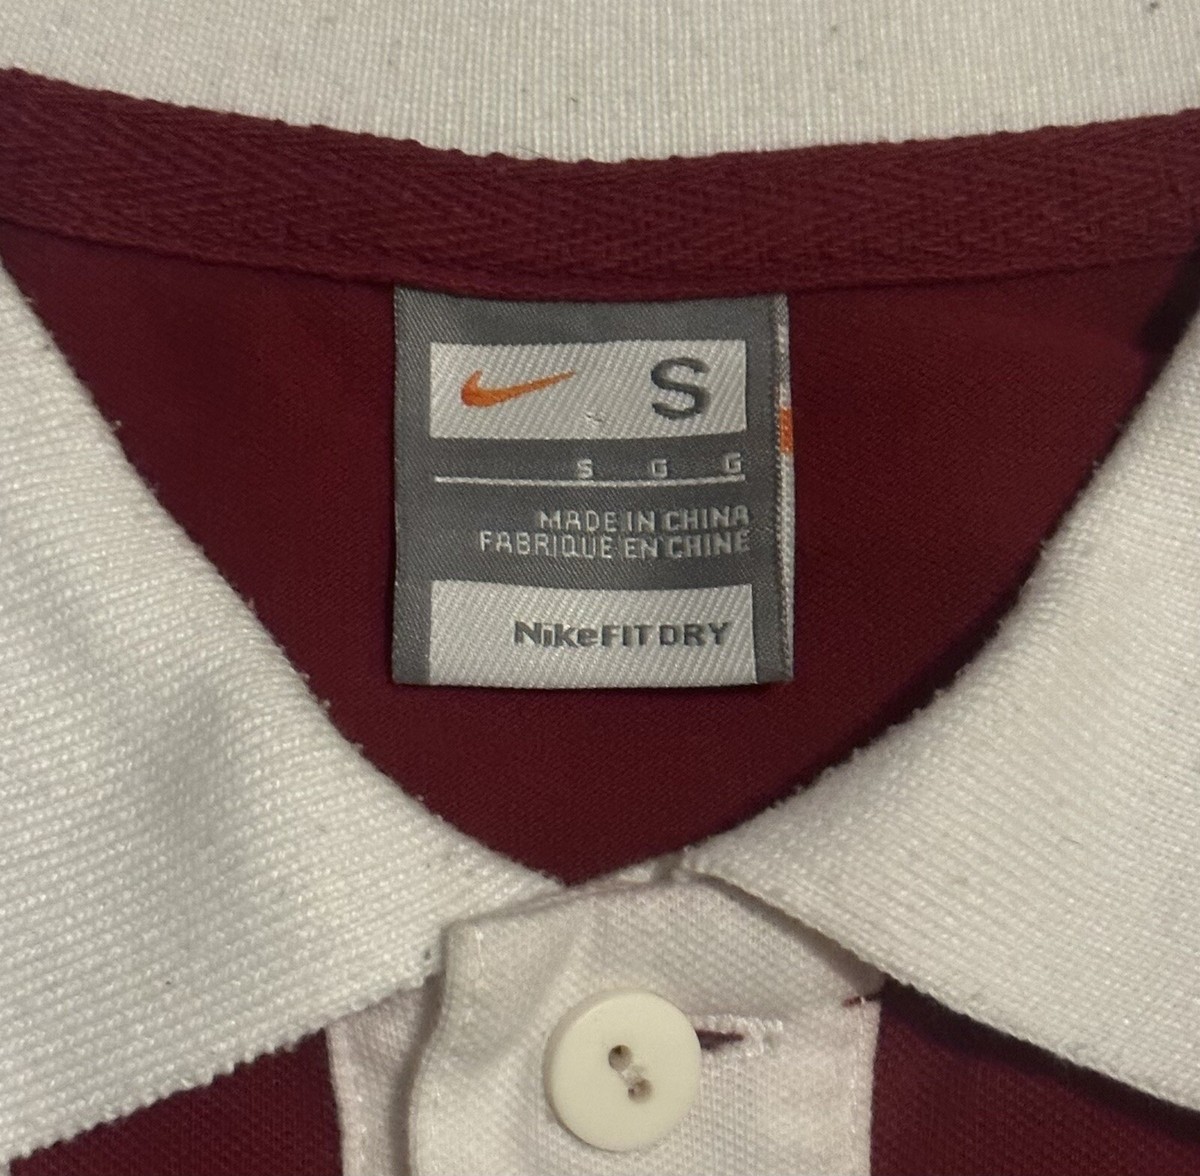 S
S G G
MADE IN CHINA
FABRIQUE EN CHINE
NikeFIT DRY